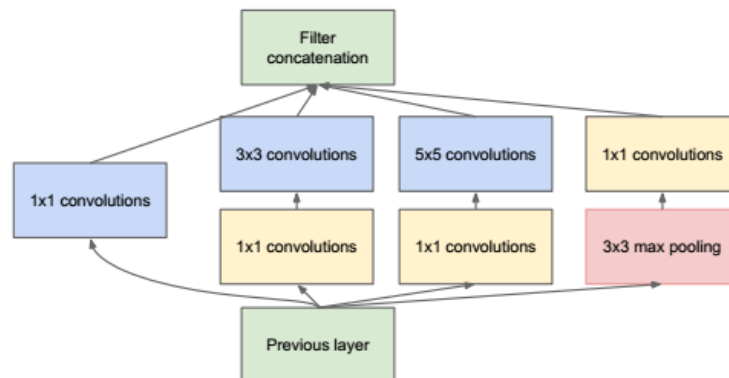 Filter
concatenation
3x3 convolutions
5x5 convolutions
1x1 convolutions
1x1 convolutions
1x1 convolutions
1x1 convolutions
3x3 max pooling
Previous layer